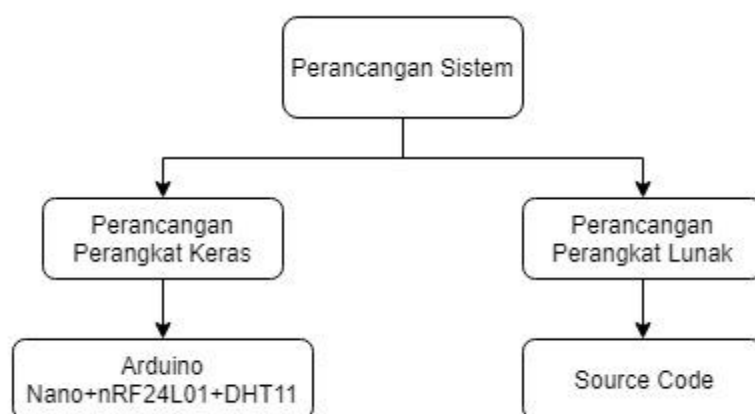 Perancangan Sistem
Perancangan
Perangkat Keras
Perancangan
Perangkat Lunak
Arduino
Nano+nRF24L01+DHT11
Source Code